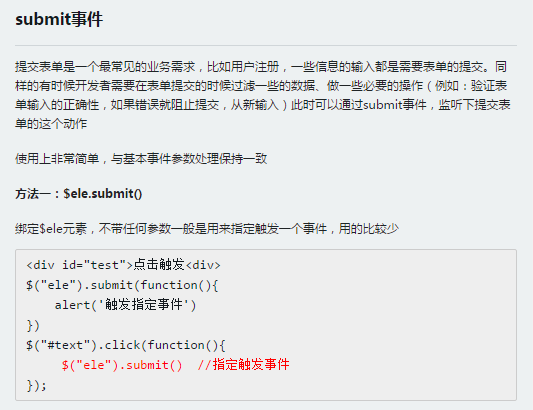 submit事件
提交表单是一个最常见的业务需求，比如用户注册，一些信息的输入都是需要表单的提交。同
样的有时候开发者需要在表单提交的时候过滤一些的数据、做一些必要的操作（例如：验证表
单输入的正确性，如果错误就阻止提交，从新输入）此时可以通过submit事件，监听下提交表
单的这个动作
使用上非常简单，与基本事件参数处理保持一致
方法一：$ele.submit()
绑定$ele元素，不带任何参数一般是用来指定触发一个事件，用的比较少
<div id="test">点击触发<div>
$("ele").submit(function(){
    alert('触发指定事件')
})
$("#text").click(function(){
     $("ele").submit()  //指定触发事件
});